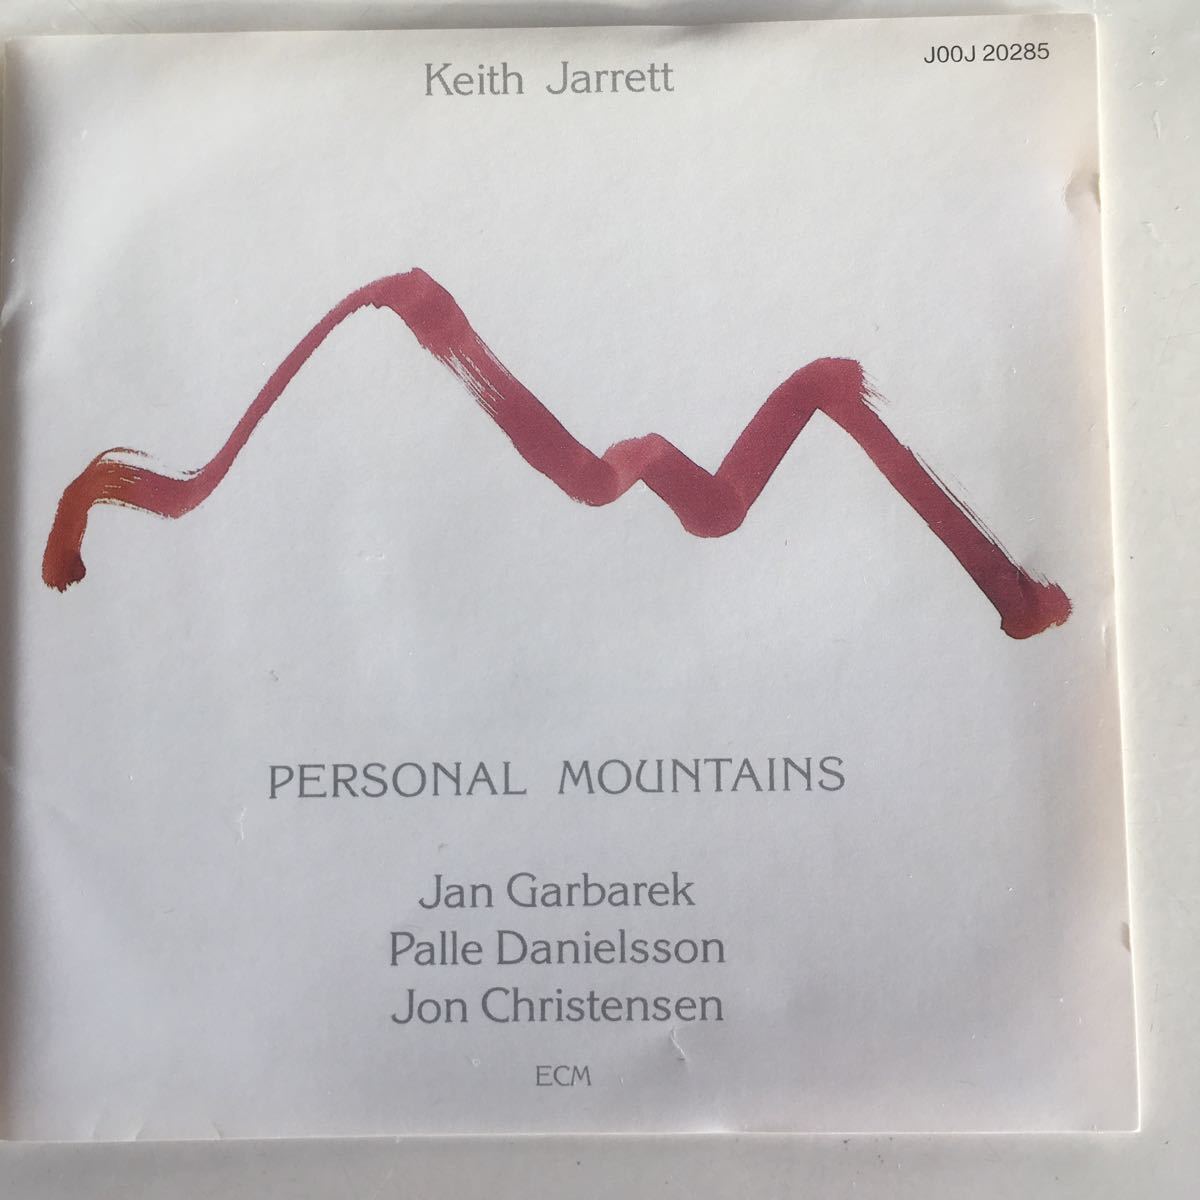 Keith Jarrett
J00J 20285
PERSONAL MOUNTAINS
Jan Garbarek
Palle Danielsson
Jon Christensen
ECM